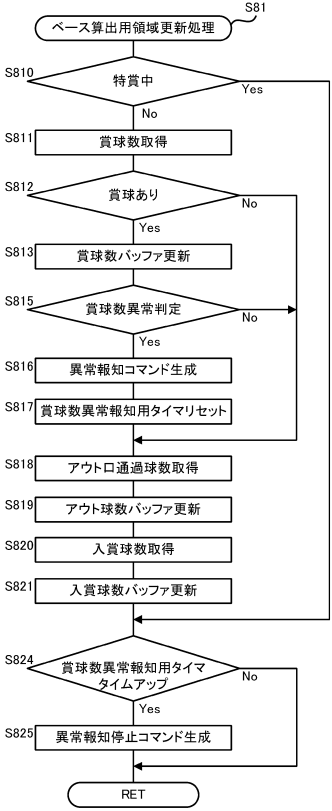 S81
ベース算出用領域更新処理
S810
特賞中
Yes
No
S811
賞球数取得
S812
賞球あり
No
Yes
S813
賞球数バッファ更新
S815
賞球数異常判定
No
Yes
S816
異常報知コマンド生成
S817
賞球数異常報知用タイマリセット
S818
アウト口通過球数取得
S819
アウト球数バッファ更新
S820
入賞球数取得
S821
入賞球数バッファ更新
S824
賞球数異常報知用タイマ
タイムアップ
No
Yes
S825
異常報知停止コマンド生成
RET